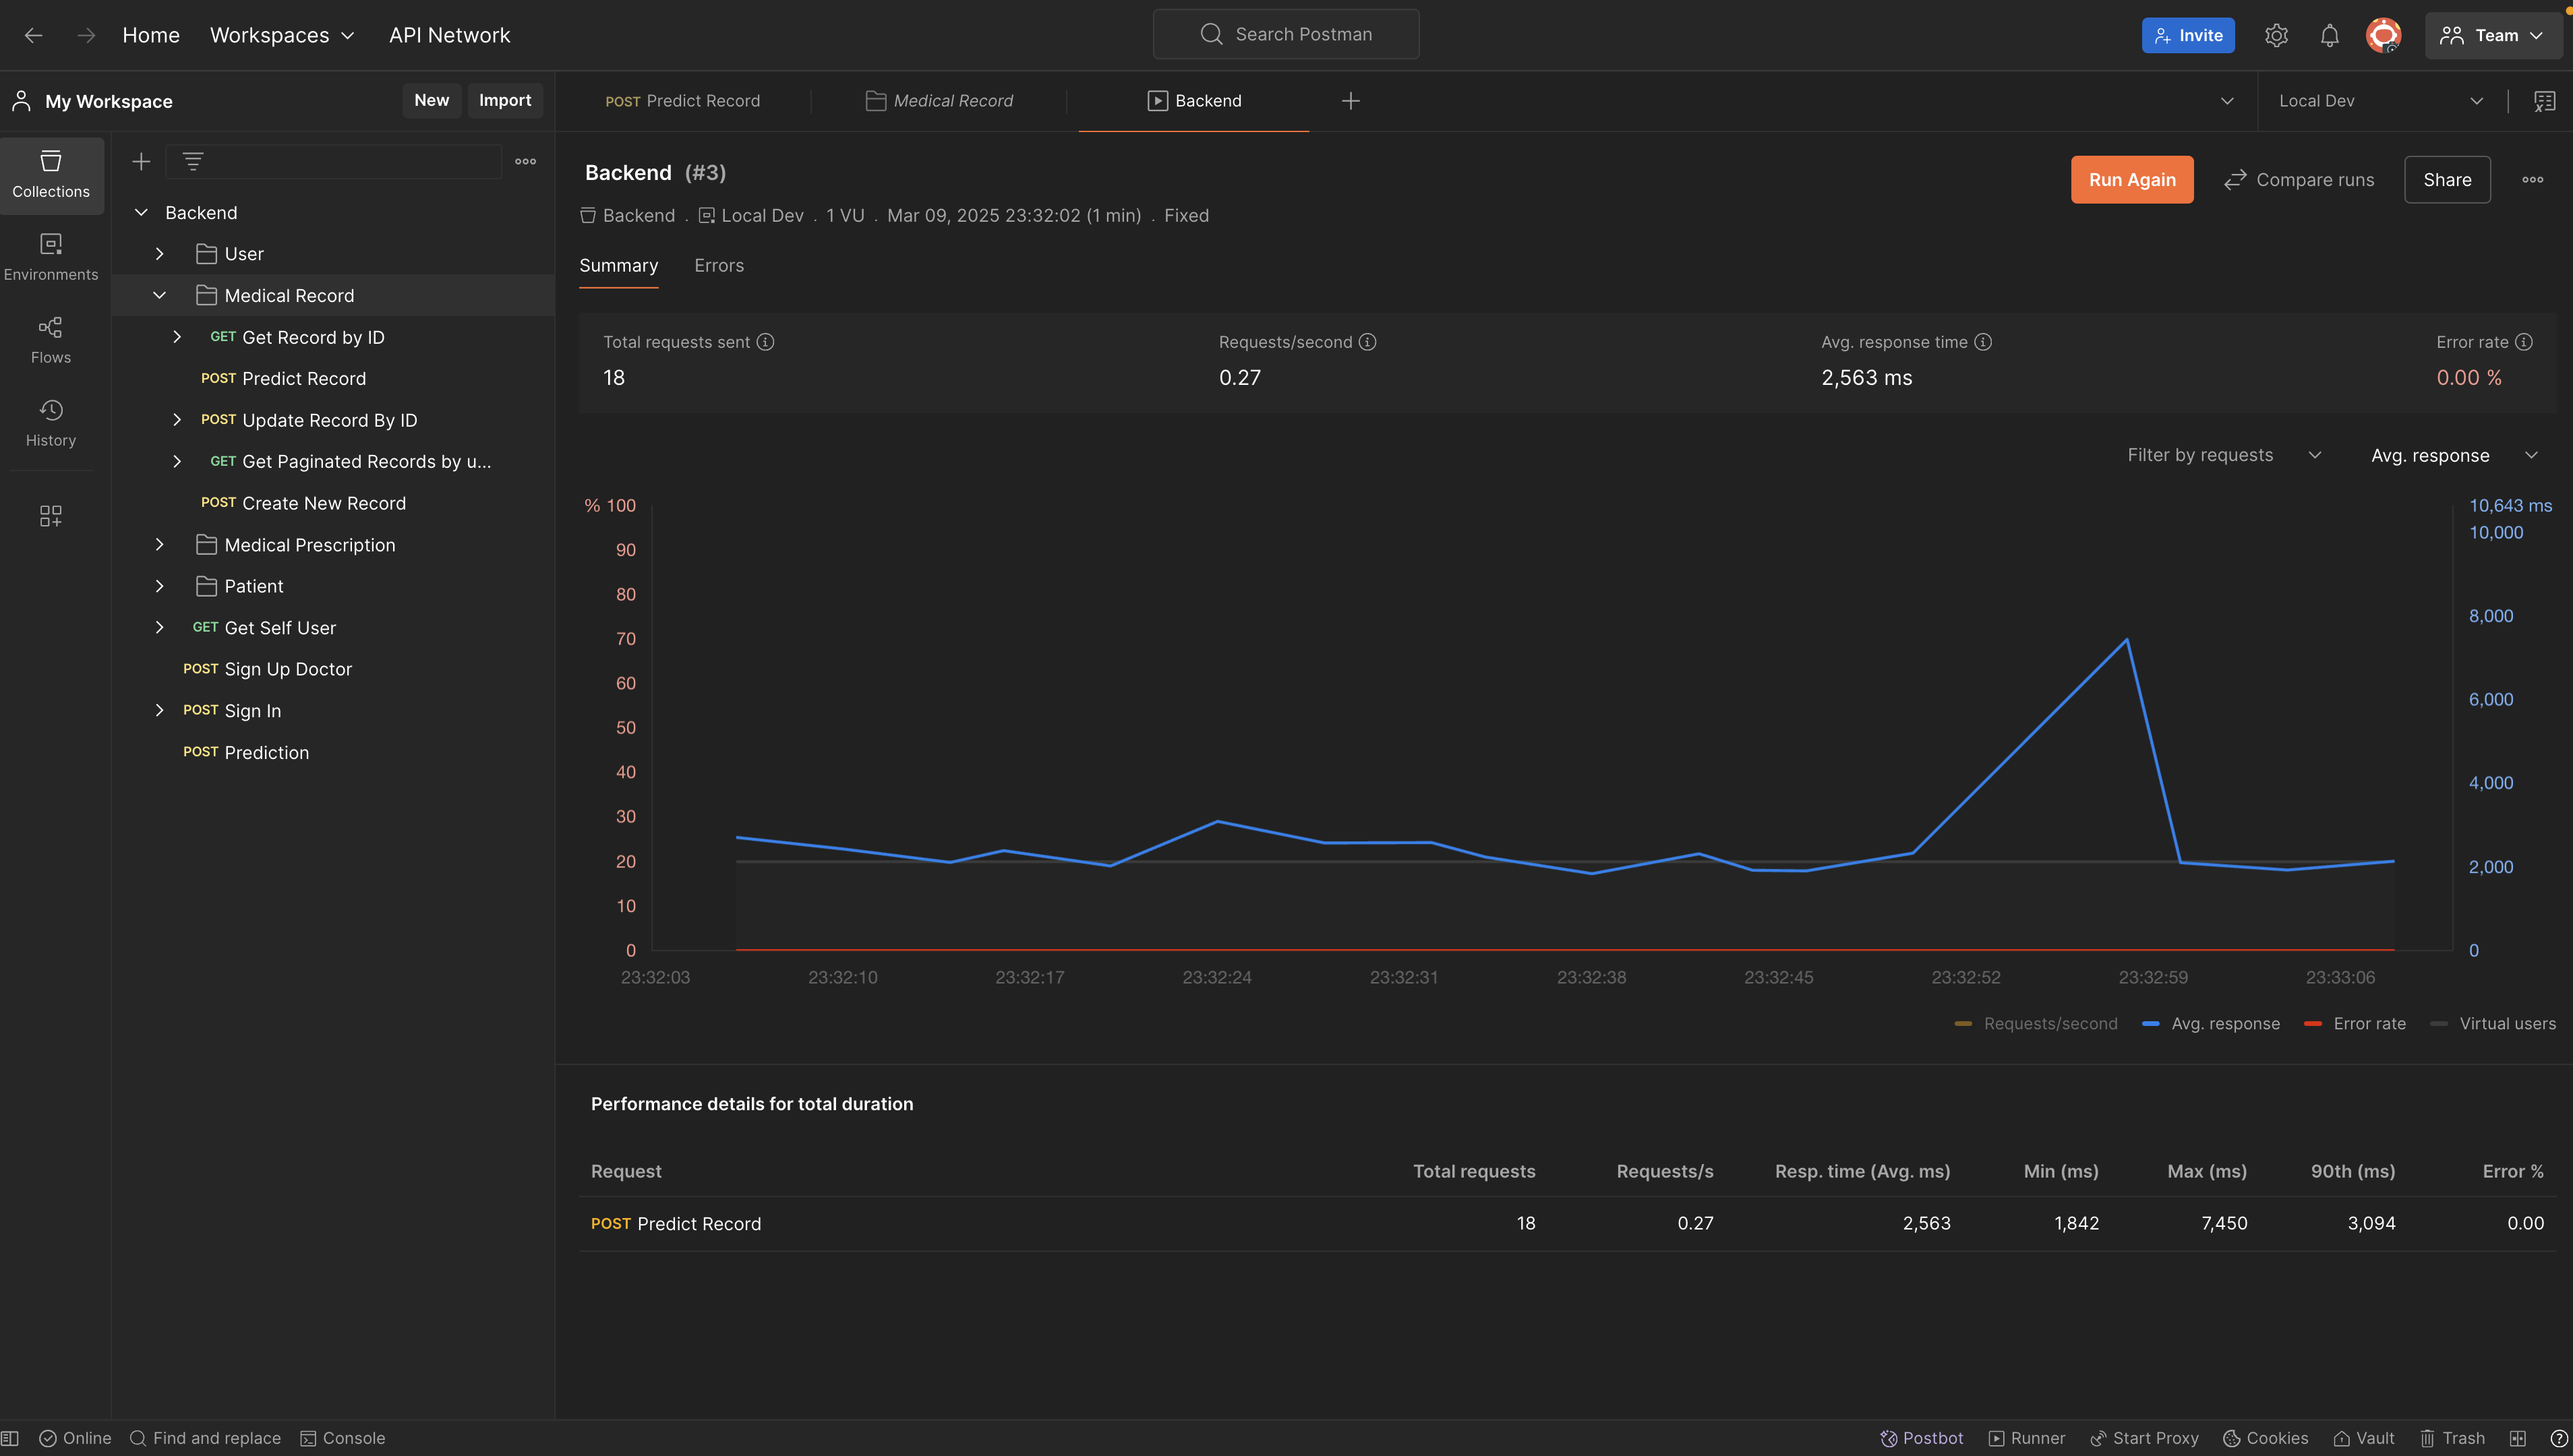 Home Workspaces API Network
Search Postman
Invite
Team
My Workspace New Import
POST Predict Record
Medical Record
Backend
Local Dev
Collections
Environments
Flows
History
Backend
User
Medical Record
GET Get Record by ID
POST Predict Record
POST Update Record By ID
GET Get Paginated Records by u...
POST Create New Record
Medical Prescription
Patient
GET Get Self User
POST Sign Up Doctor
POST Sign In
POST Prediction
Backend (#3)
Run Again Compare runs Share
Backend . Local Dev . 1 VU . Mar 09, 2025 23:32:02 (1 min) . Fixed
Summary Errors
Total requests sent Requests/second Avg. response time Error rate
18 0.27 2,563 ms 0.00 %
Filter by requests Avg. response
% 100
90
80
70
60
50
40
30
20
10
0
10,643 ms
10,000
8,000
6,000
4,000
2,000
0
23:32:03 23:32:10 23:32:17 23:32:24 23:32:31 23:32:38 23:32:45 23:32:52 23:32:59 23:33:06
Requests/second Avg. response Error rate Virtual users
Performance details for total duration
Request Total requests Requests/s Resp. time (Avg. ms) Min (ms) Max (ms) 90th (ms) Error %
POST Predict Record 18 0.27 2,563 1,842 7,450 3,094 0.00
Online Find and replace Console
Postbot Runner Start Proxy Cookies Vault Trash